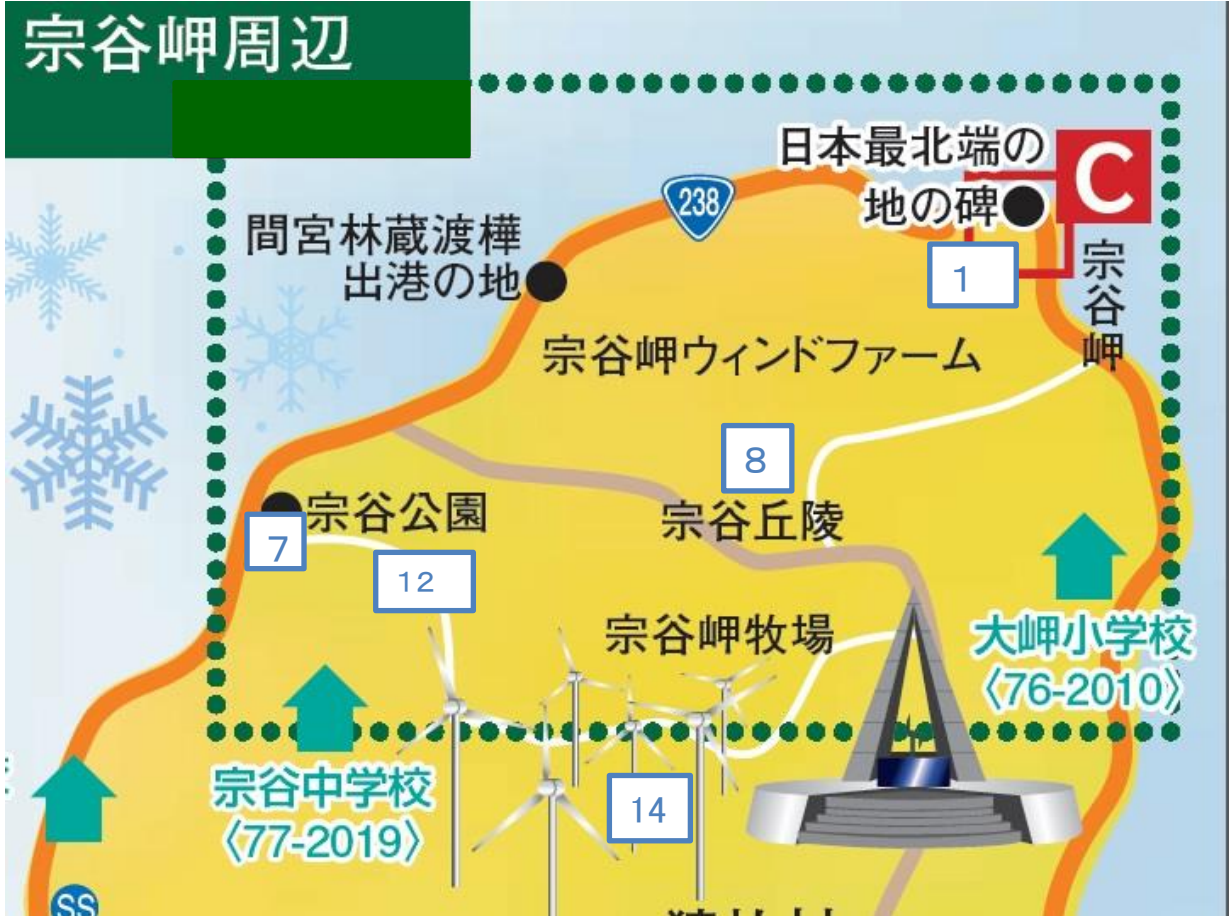 宗谷岬周辺
日本最北端の
地の碑
C
238
間宮林蔵渡樺
出港の地
1
宗谷岬
宗谷岬ウィンドファーム
8
宗谷公園
宗谷丘陵
7
12
宗谷岬牧場
大岬小学校
〈76-2010〉
宗谷中学校
〈77-2019〉
14
SS